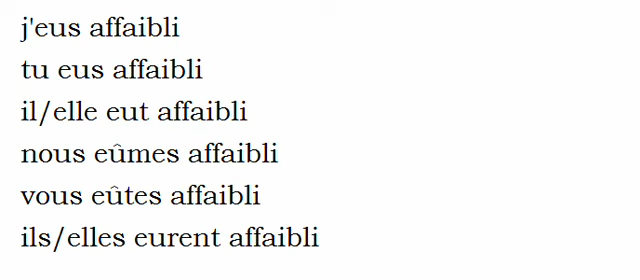 j'eus affaibli
tu eus affaibli
il/elle eut affaibli
nous eûmes affaibli
vous eûtes affaibli
ils/elles eurent affaibli